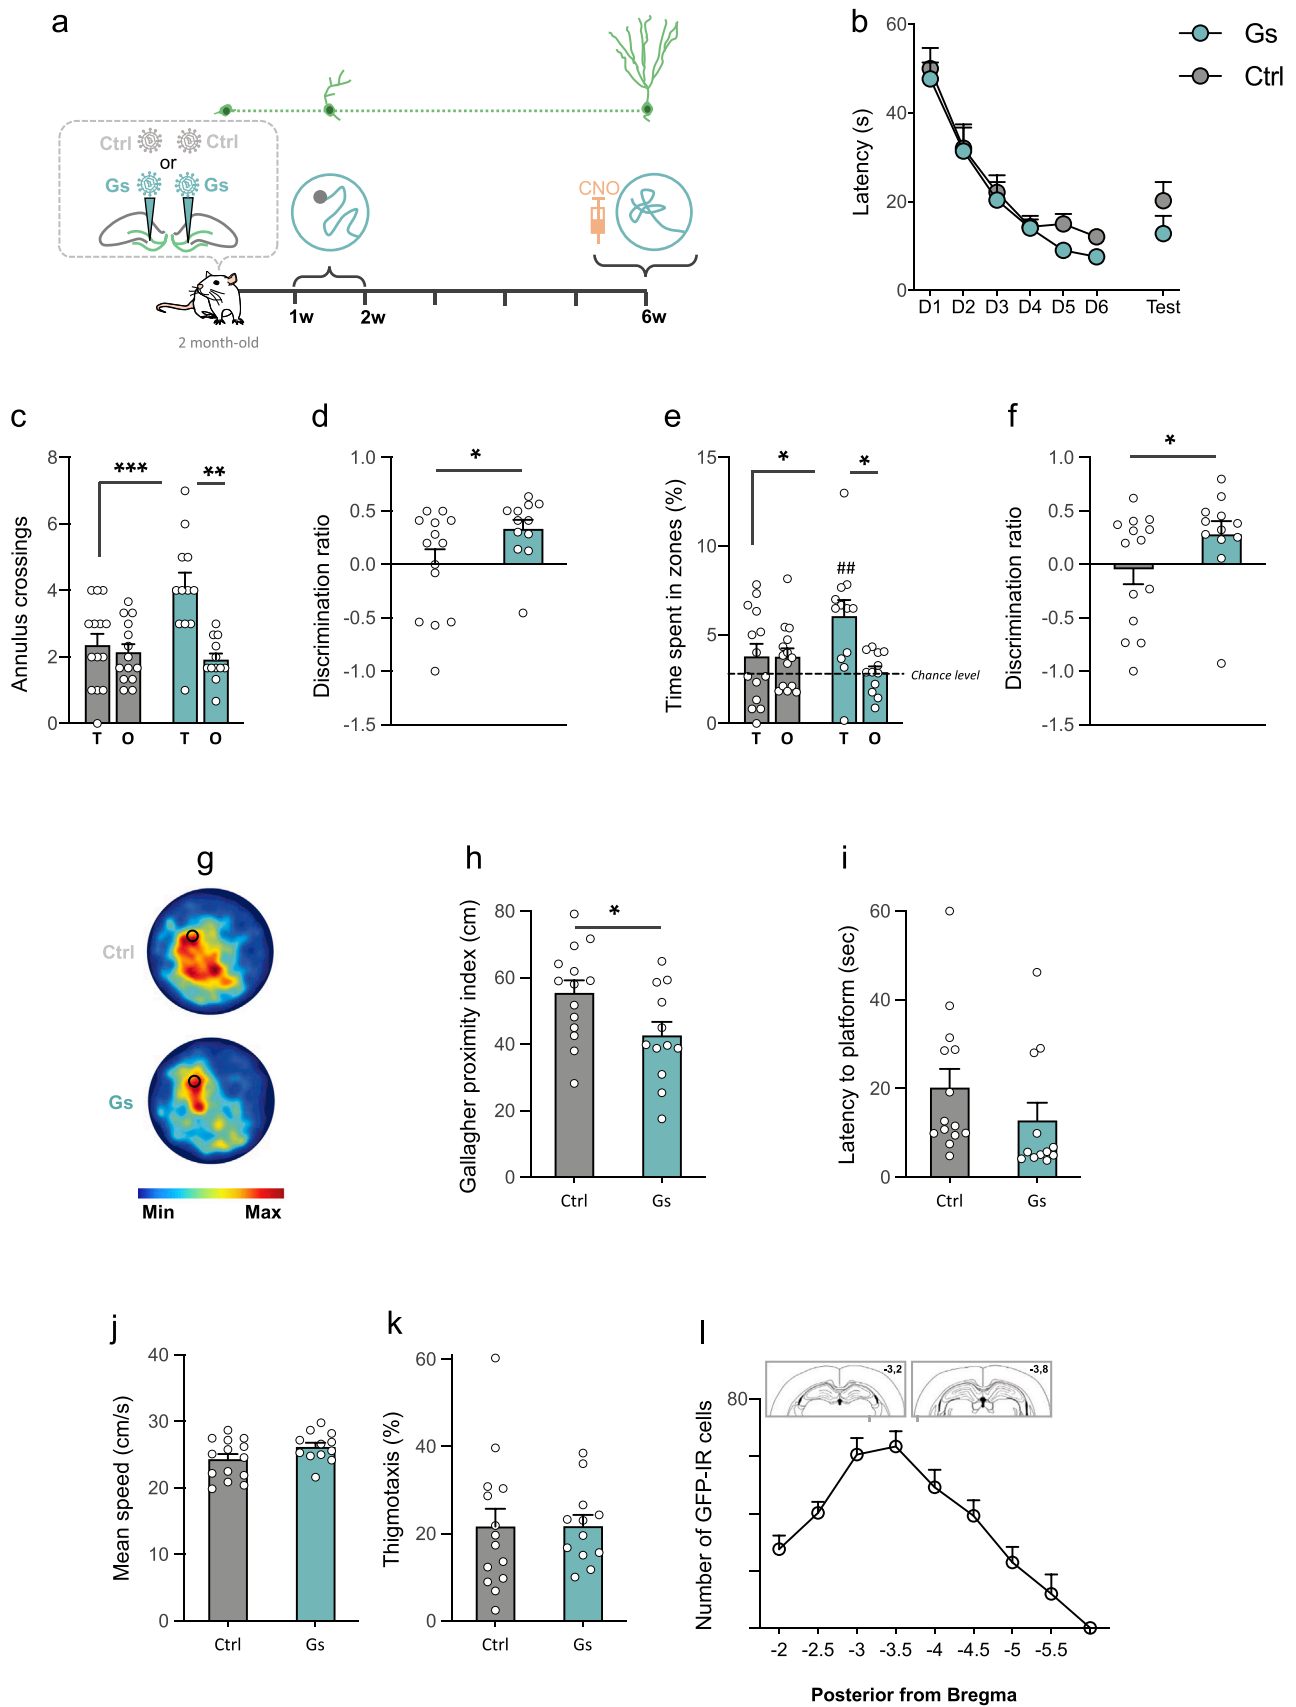 a
Ctrl Ctrl
or
Gs Gs
CNO
1w 2w 6w
2 month-old
b
Gs
Ctrl
Latency (s)
60
40
20
0
D1 D2 D3 D4 D5 D6 Test
c
Annulus crossings
8
6
4
2
0
*** **
T O T O
d
Discrimination ratio
1.0
0.5
0.0
-0.5
-1.0
-1.5
*
e
Time spent in zones (%)
15
10
5
0
* *
##
Chance level
T O T O
f
Discrimination ratio
1.0
0.5
0.0
-0.5
-1.0
-1.5
*
g
Ctrl
Gs
Min Max
h
Gallagher proximity index (cm)
80
60
40
20
0
*
Ctrl Gs
i
Latency to platform (sec)
60
40
20
0
Ctrl Gs
j
Mean speed (cm/s)
40
30
20
10
0
Ctrl Gs
k
Thigmotaxis (%)
60
40
20
0
Ctrl Gs
l
-3,2 -3,8
Number of GFP-IR cells
80
-2 -2.5 -3 -3.5 -4 -4.5 -5 -5.5
Posterior from Bregma